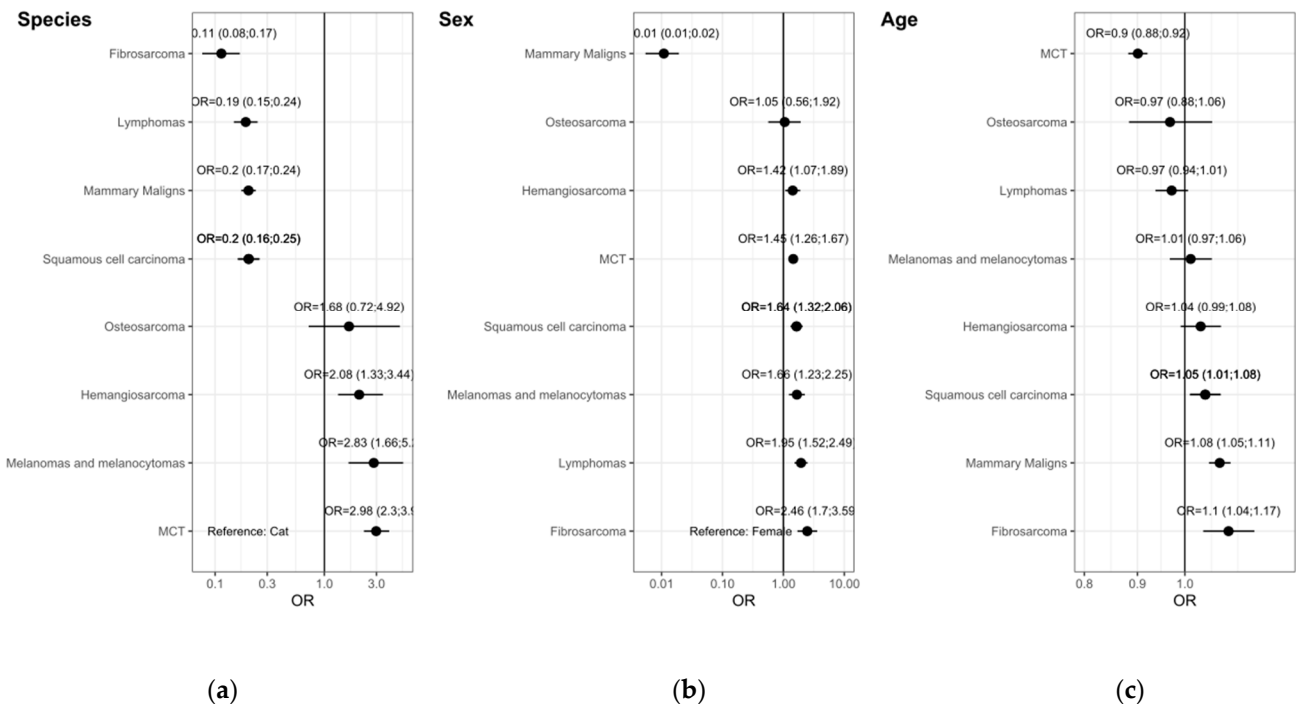 Species
0.11 (0.08;0.17)
Fibrosarcoma
OR=0.19 (0.15;0.24)
Lymphomas
OR=0.2 (0.17;0.24)
Mammary Maligns
OR=0.2 (0.16;0.25)
Squamous cell carcinoma
OR=1.68 (0.72;4.92)
Osteosarcoma
OR=2.08 (1.33;3.44)
Hemangiosarcoma
OR=2.83 (1.66;5.
Melanomas and melanocytomas
OR=2.98 (2.3;3.9
MCT
Reference: Cat
0.1 0.3 1.0 3.0
OR
(a)
Sex
0.01 (0.01;0.02)
Mammary Maligns
OR=1.05 (0.56;1.92)
Osteosarcoma
OR=1.42 (1.07;1.89)
Hemangiosarcoma
OR=1.45 (1.26;1.67)
MCT
OR=1.64 (1.32;2.06)
Squamous cell carcinoma
OR=1.66 (1.23;2.25)
Melanomas and melanocytomas
OR=1.95 (1.52;2.49)
Lymphomas
OR=2.46 (1.7;3.59
Fibrosarcoma
Reference: Female
0.01 0.10 1.00 10.00
OR
(b)
Age
OR=0.9 (0.88;0.92)
MCT
OR=0.97 (0.88;1.06)
Osteosarcoma
OR=0.97 (0.94;1.01)
Lymphomas
OR=1.01 (0.97;1.06)
Melanomas and melanocytomas
OR=1.04 (0.99;1.08)
Hemangiosarcoma
OR=1.05 (1.01;1.08)
Squamous cell carcinoma
OR=1.08 (1.05;1.11)
Mammary Maligns
OR=1.1 (1.04;1.17)
Fibrosarcoma
0.8 0.9 1.0
OR
(c)